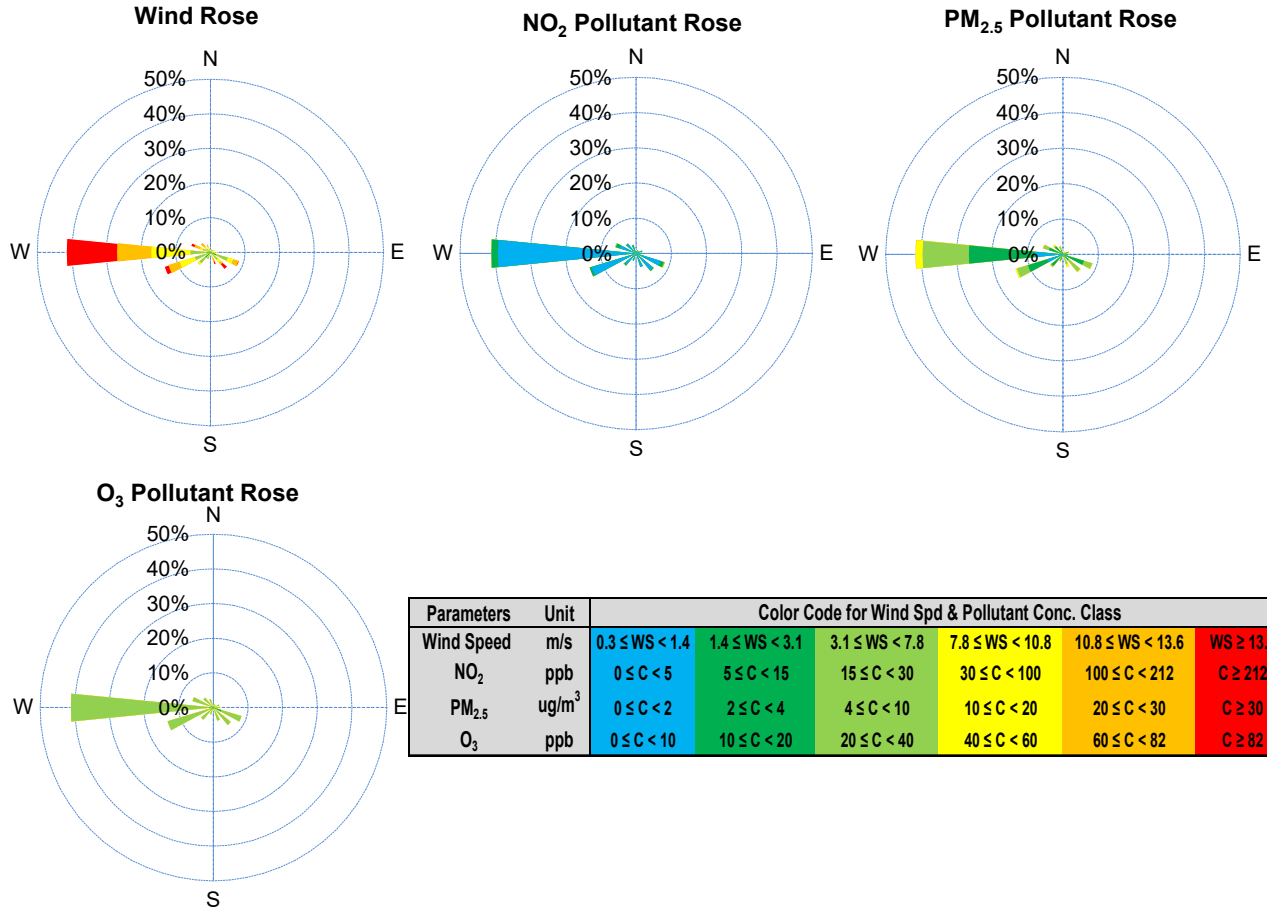 Wind Rose
N
50%
40%
30%
20%
10%
0%
W
E
S
NO₂ Pollutant Rose
N
50%
40%
30%
20%
10%
0%
W
E
S
PM₂.₅ Pollutant Rose
N
50%
40%
30%
20%
10%
0%
W
E
S
O₃ Pollutant Rose
N
50%
40%
30%
20%
10%
0%
W
E
S
Parameters Unit Color Code for Wind Spd & Pollutant Conc. Class
Wind Speed m/s 0.3 ≤ WS < 1.4 1.4 ≤ WS < 3.1 3.1 ≤ WS < 7.8 7.8 ≤ WS < 10.8 10.8 ≤ WS < 13.6 WS ≥ 13.
NO₂ ppb 0 ≤ C < 5 5 ≤ C < 15 15 ≤ C < 30 30 ≤ C < 100 100 ≤ C < 212 C ≥ 212
PM₂.₅ ug/m³ 0 ≤ C < 2 2 ≤ C < 4 4 ≤ C < 10 10 ≤ C < 20 20 ≤ C < 30 C ≥ 30
O₃ ppb 0 ≤ C < 10 10 ≤ C < 20 20 ≤ C < 40 40 ≤ C < 60 60 ≤ C < 82 C ≥ 82